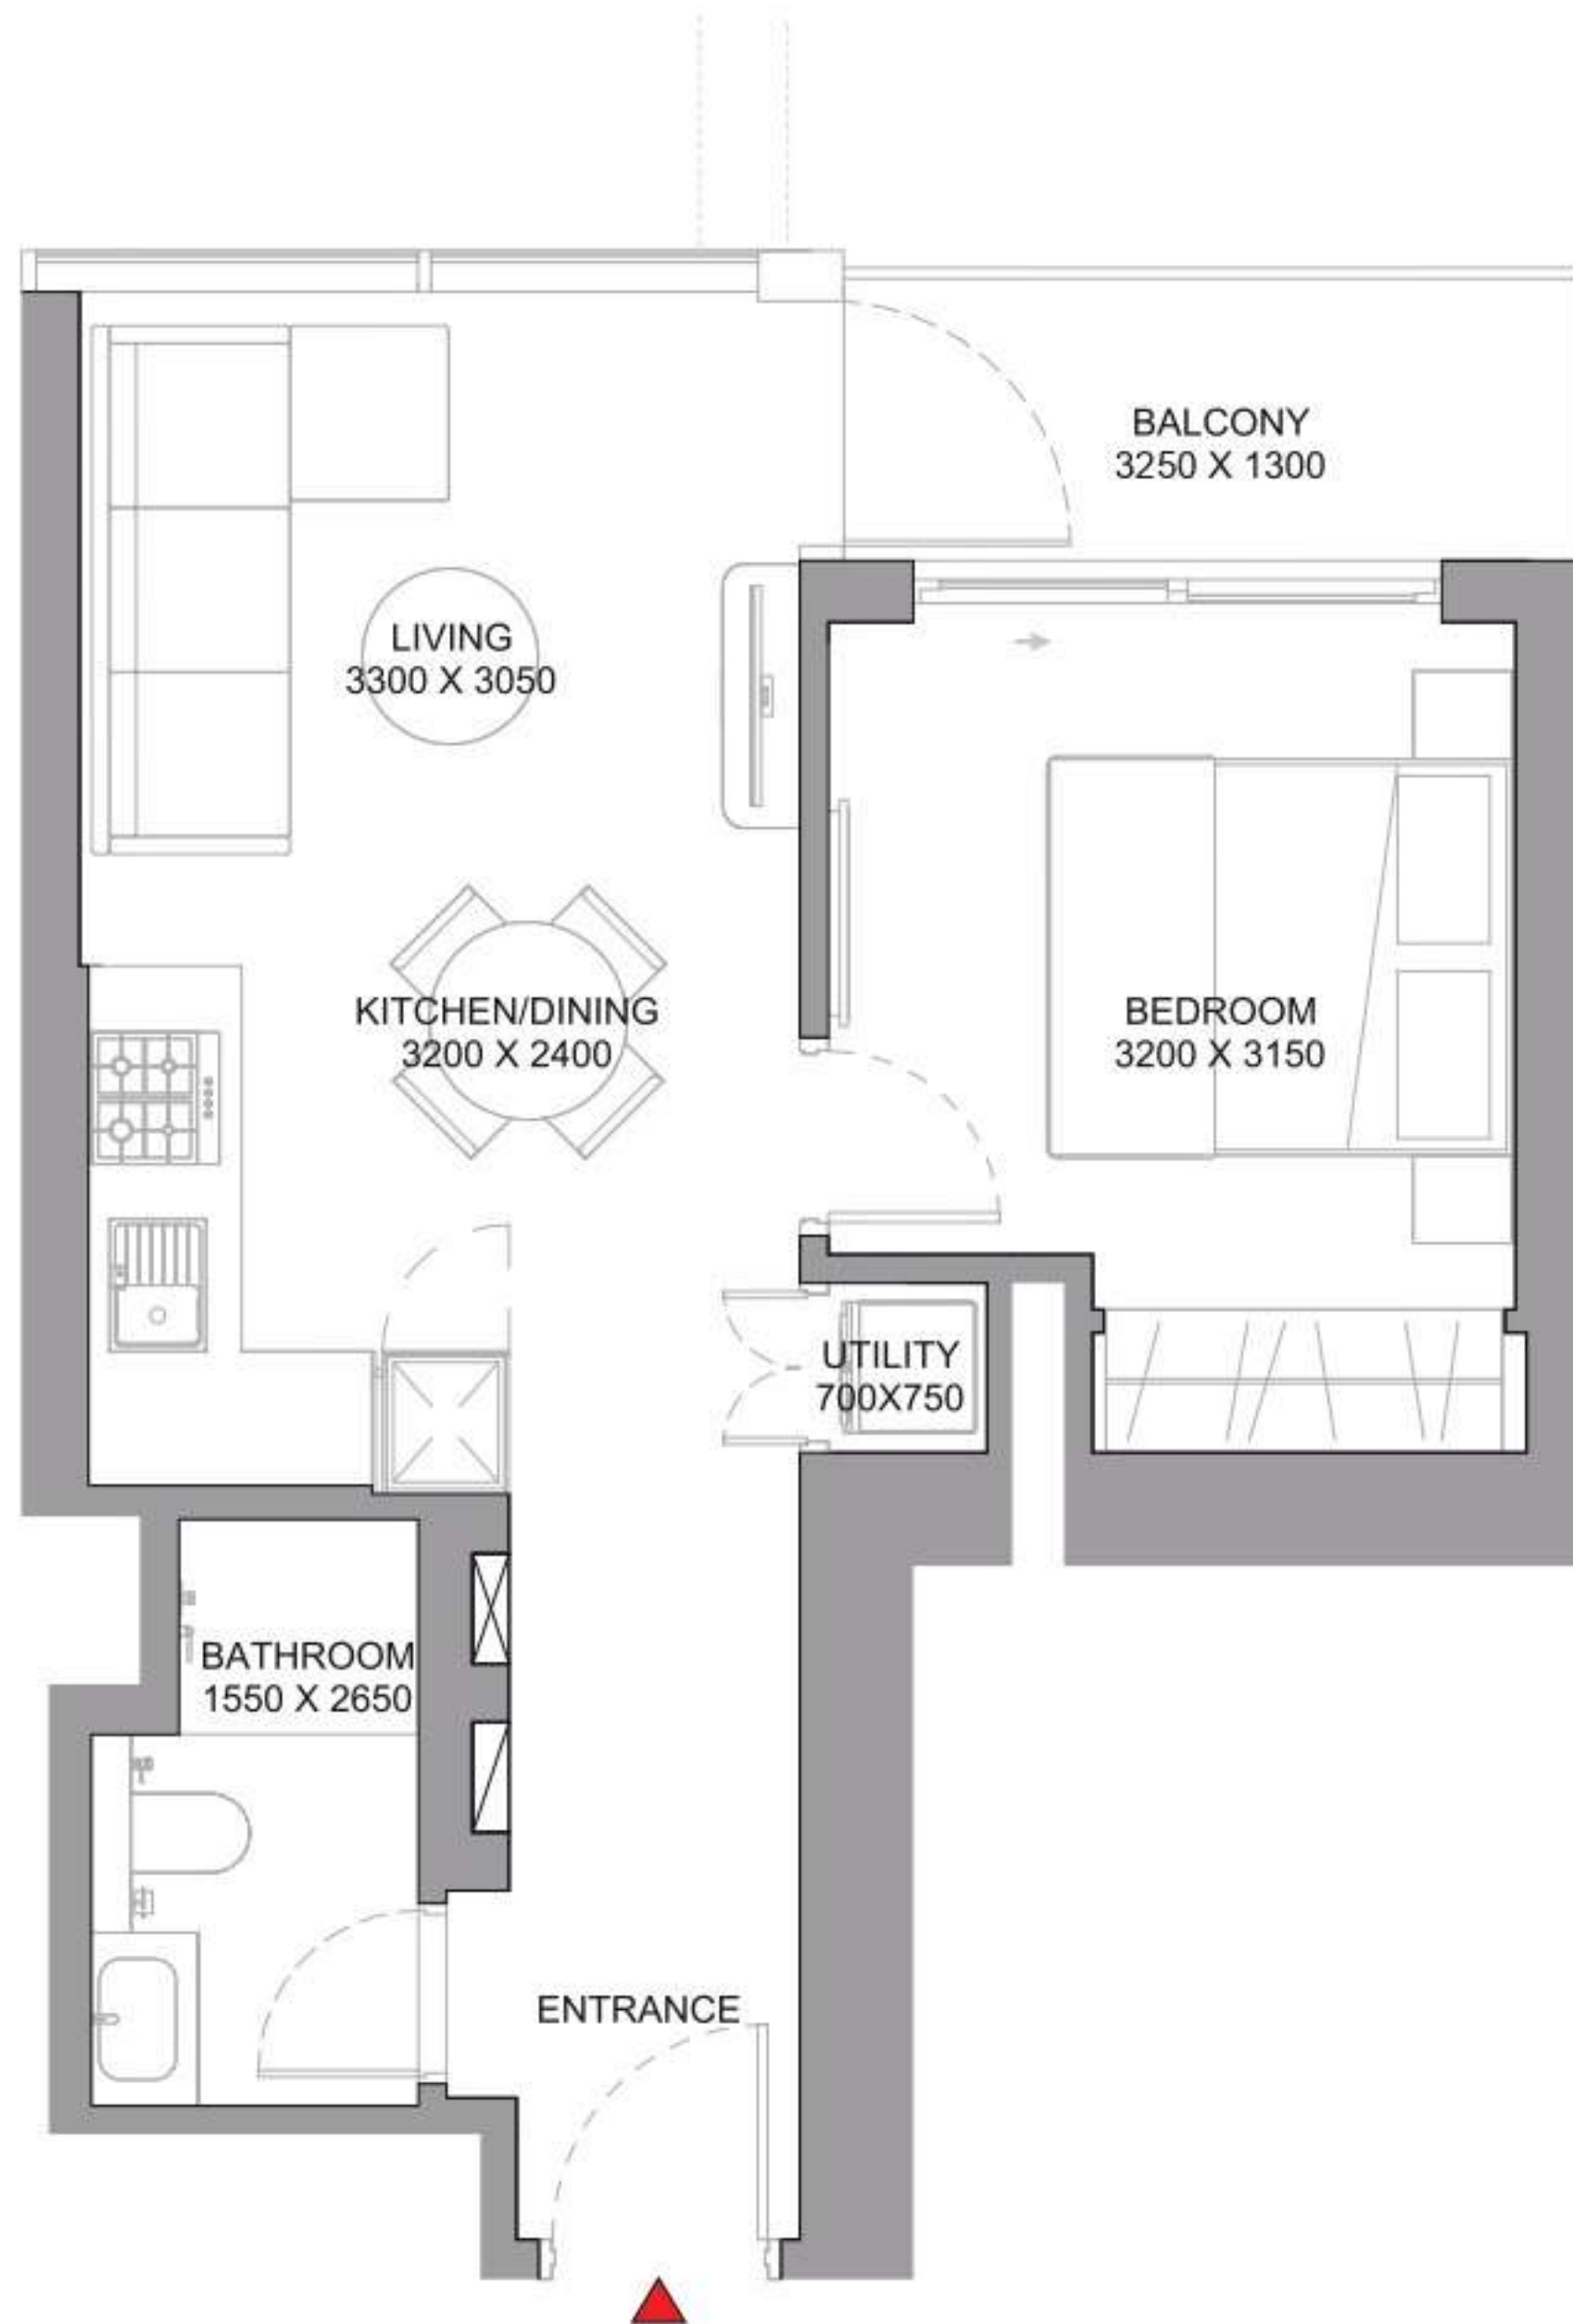 BALCONY
3250 X 1300
LIVING
3300 X 3050
KITCHEN/DINING
3200 X 2400
BEDROOM
3200 X 3150
UTILITY
700X750
BATHROOM
1550 X 2650
ENTRANCE